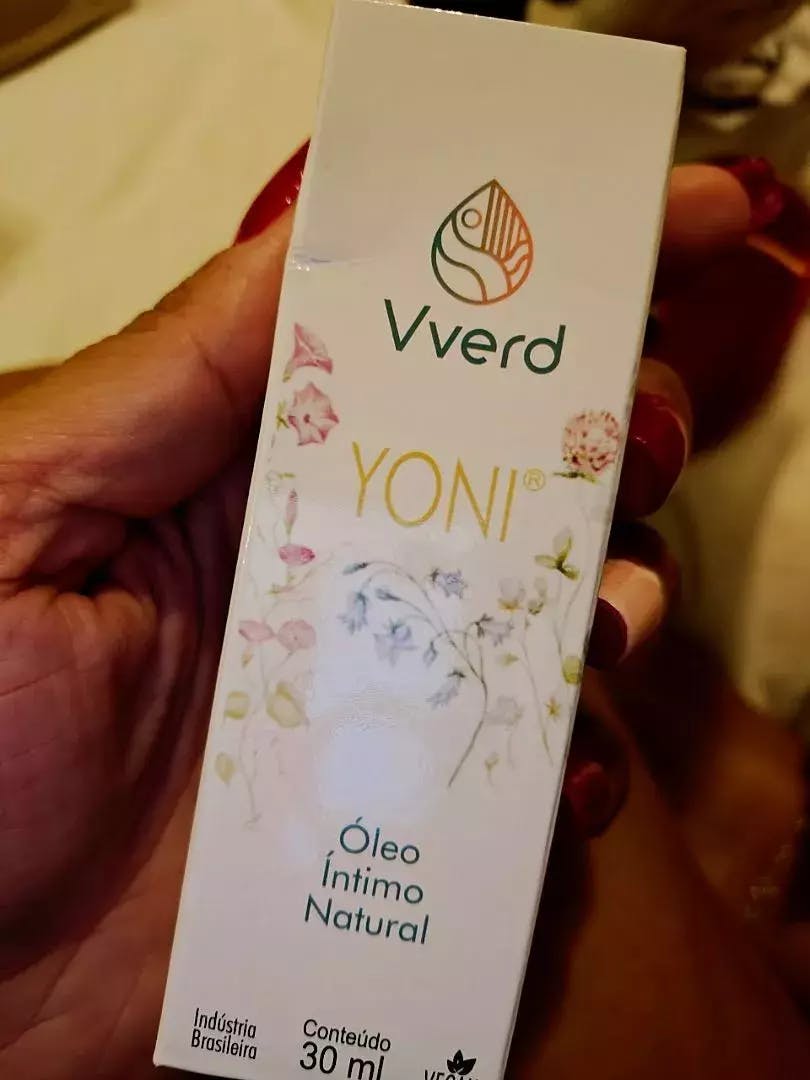 Vverd
YONI®
Óleo
Íntimo
Natural
Indústria
Brasileira
Conteúdo
30 ml